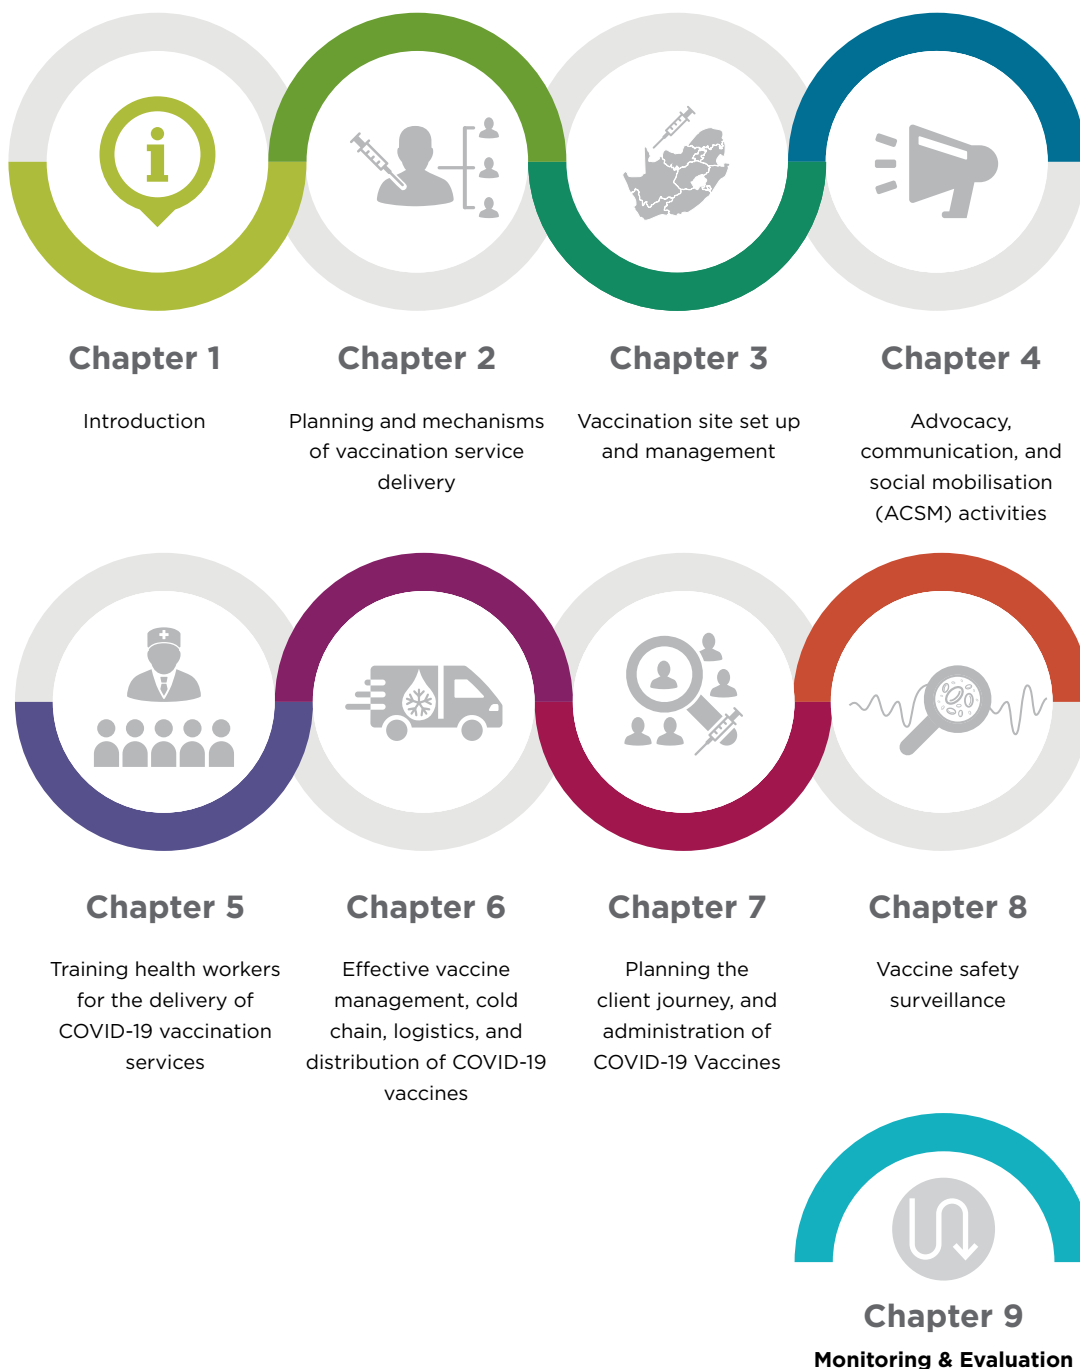 Chapter 1
Introduction
Chapter 2
Planning and mechanisms
of vaccination service
delivery
Chapter 3
Vaccination site set up
and management
Chapter 4
Advocacy,
communication, and
social mobilisation
(ACSM) activities
Chapter 5
Training health workers
for the delivery of
COVID-19 vaccination
services
Chapter 6
Effective vaccine
management, cold
chain, logistics, and
distribution of COVID-19
vaccines
Chapter 7
Planning the
client journey, and
administration of
COVID-19 Vaccines
Chapter 8
Vaccine safety
surveillance
Chapter 9
Monitoring & Evaluation